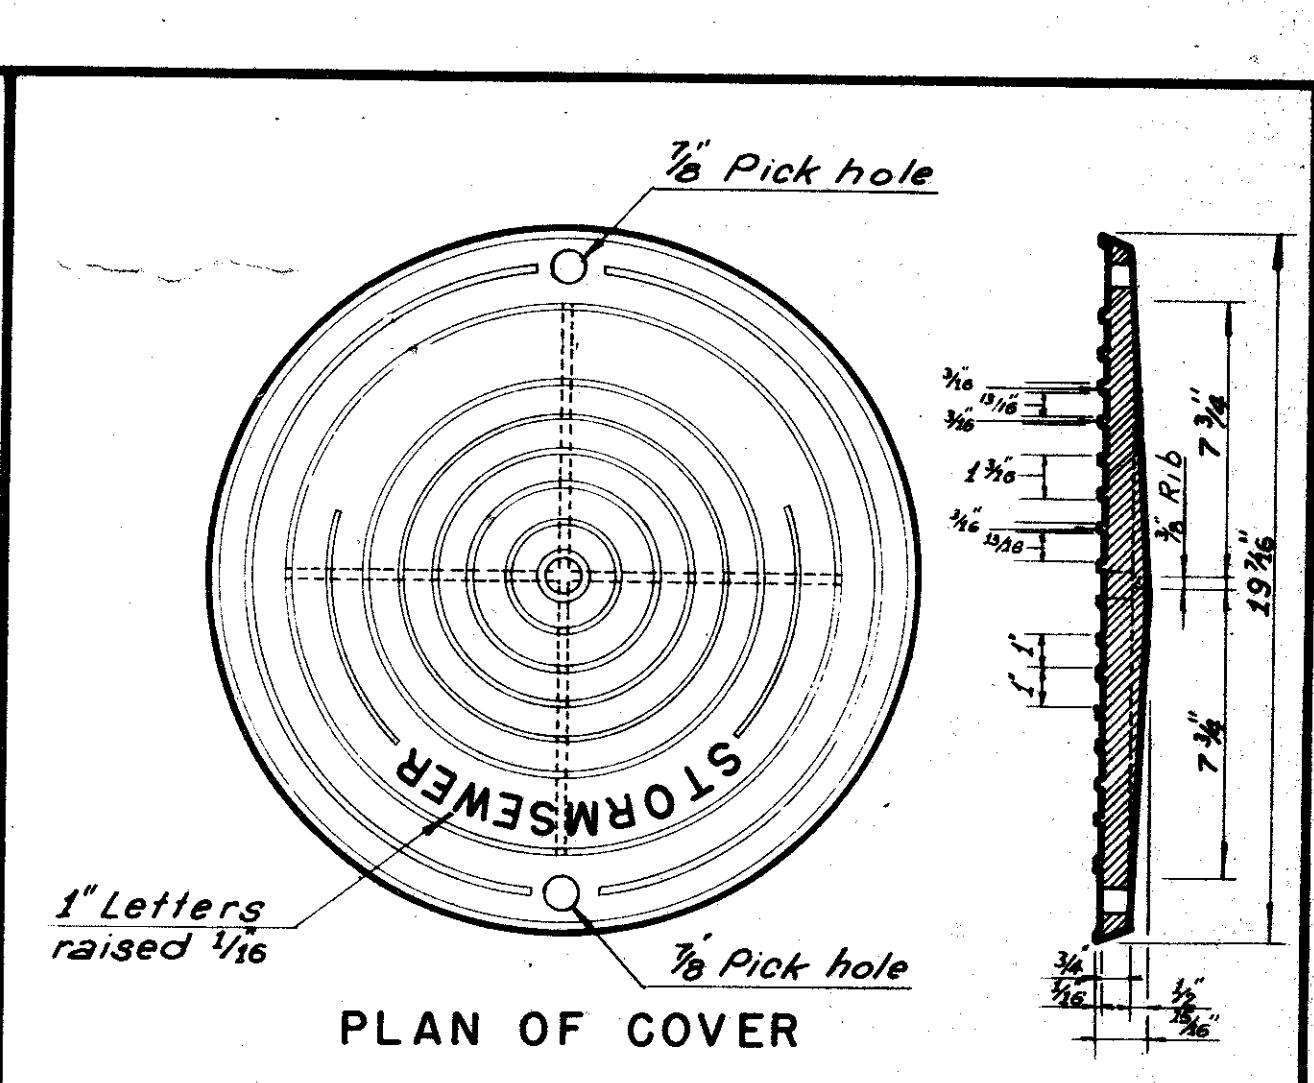 7/8" Pick hole
3/16"
13/16"
3/16"
1 3/16"
3/16"
13/16"
1"
1"
7 3/4"
3/8" Rib
19 7/16"
7 3/4"
STORMSEWER
1" Letters
raised 1/16"
7/8" Pick hole
3/4"
1/16"
1/2"
15/16"
PLAN OF COVER